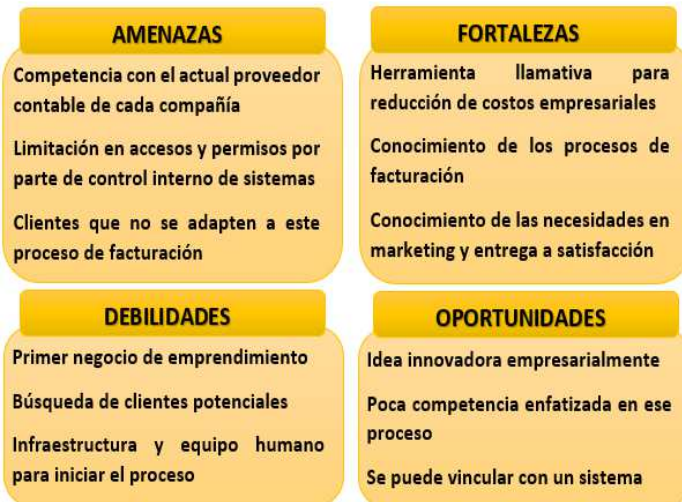 AMENAZAS
Competencia con el actual proveedor
contable de cada compañía
Limitación en accesos y permisos por
parte de control interno de sistemas
Clientes que no se adapten a este
proceso de facturación
FORTALEZAS
Herramienta llamativa para
reducción de costos empresariales
Conocimiento de los procesos de
facturación
Conocimiento de las necesidades en
marketing y entrega a satisfacción
DEBILIDADES
Primer negocio de emprendimiento
Búsqueda de clientes potenciales
Infraestructura y equipo humano
para iniciar el proceso
OPORTUNIDADES
Idea innovadora empresarialmente
Poca competencia enfatizada en ese
proceso
Se puede vincular con un sistema